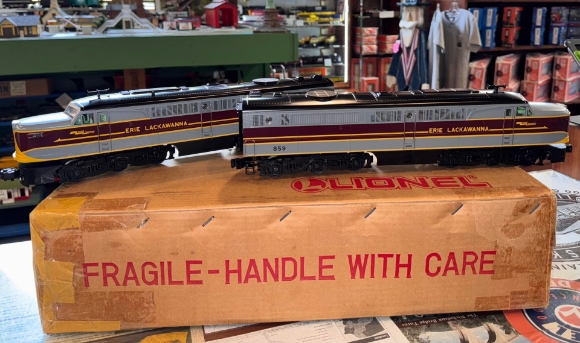 ERIE LACKAWANNA
ERIE LACKAWANNA
859
LIONEL
FRAGILE-HANDLE WITH CARE